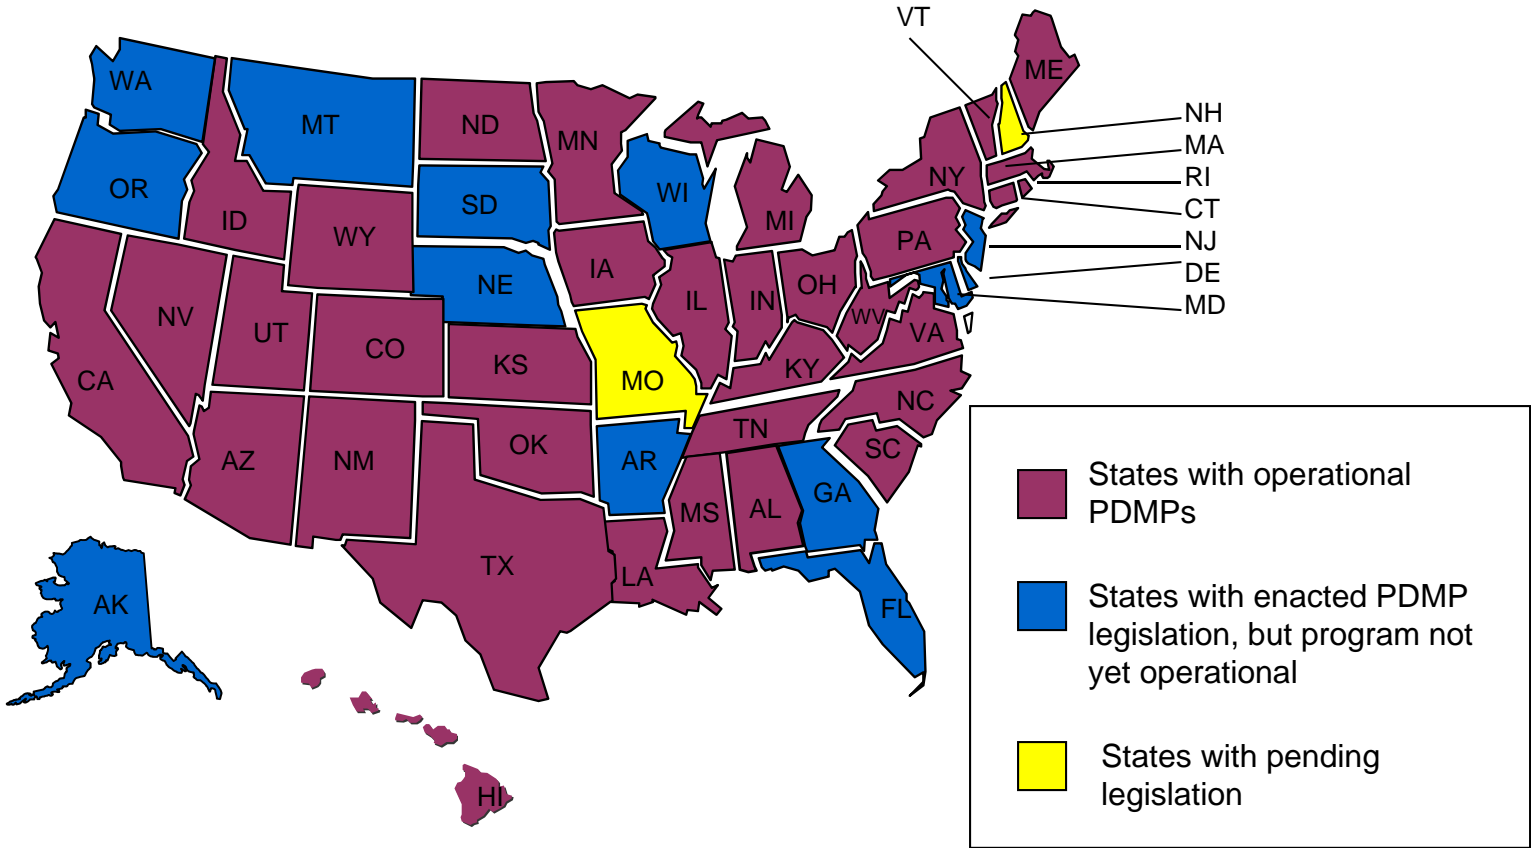 VT
ME
WA
MT
ND
MN
NH
MA
OR
ID
SD
WI
NY
RI
CT
WY
MI
PA
NJ
NE
IA
OH
DE
NV
UT
IL
IN
WV
MD
CO
KS
KY
VA
CA
MO
NC
AZ
NM
OK
AR
TN
SC
GA
MS
AL
TX
LA
AK
FL
HI
States with operational
PDMPs
States with enacted PDMP
legislation, but program not
yet operational
States with pending
legislation